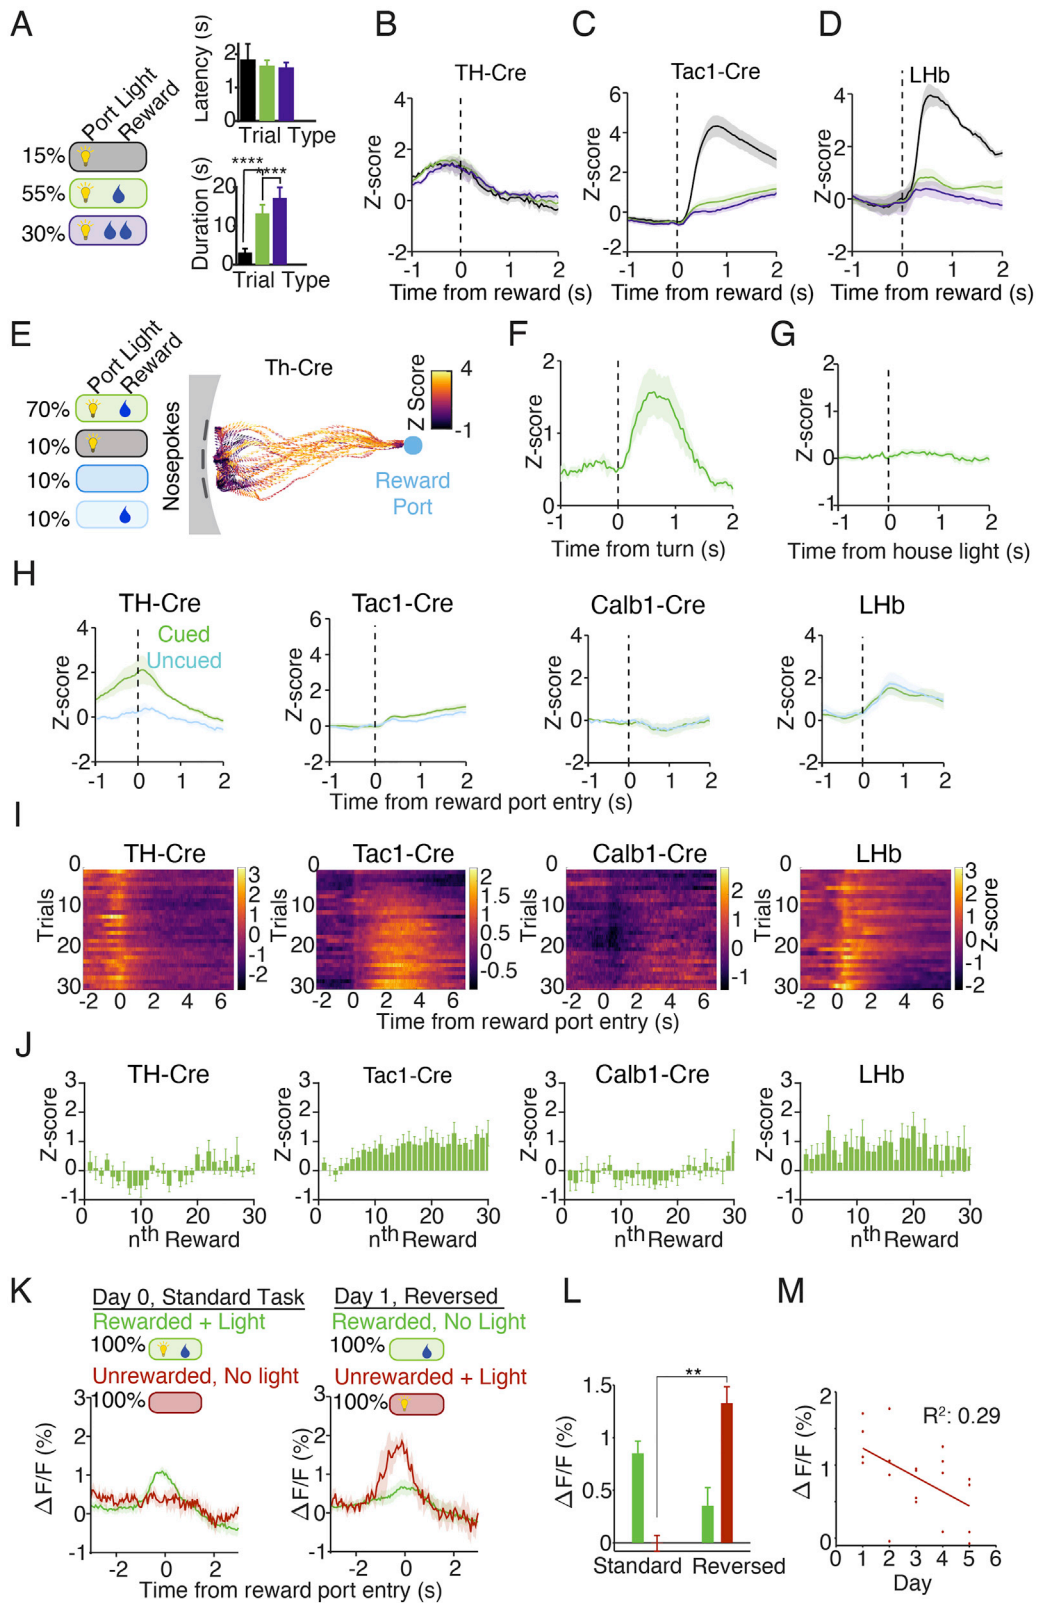 A
Port Light
Reward
15%
55%
30%
Latency (s)
2
1
0
Trial Type
Duration (s)
****
****
20
10
0
Trial Type
B
TH-Cre
Z-score
4
2
0
-2
-1 0 1 2
Time from reward (s)
C
Tac1-Cre
Z-score
6
4
2
0
-2
-1 0 1 2
Time from reward (s)
D
LHb
Z-score
4
2
0
-2
-1 0 1 2
Time from reward (s)
E
Port Light
Reward
70%
10%
10%
10%
Th-Cre
Nosepokes
Z Score
4
-1
Reward
Port
F
Z-score
2
1
0
-1 0 1 2
Time from turn (s)
G
Z-score
2
1
0
-1
-1 0 1 2
Time from house light (s)
H
TH-Cre
Cued
Uncued
Z-score
4
2
0
-2
-1 0 1 2
Tac1-Cre
Z-score
6
4
2
0
-2
-1 0 1 2
Calb1-Cre
Z-score
4
2
0
-2
-1 0 1 2
LHb
Z-score
4
2
0
-2
-1 0 1 2
Time from reward port entry (s)
I
TH-Cre
Trials
0
10
20
30
-2 0 2 4 6
3
2
1
0
-1
-2
Tac1-Cre
Trials
0
10
20
30
-2 0 2 4 6
2
1.5
1
0.5
0
-0.5
Calb1-Cre
Trials
0
10
20
30
-2 0 2 4 6
2
1
0
-1
LHb
Trials
0
10
20
30
-2 0 2 4 6
3
2
1
0
-1
-2
Z-score
Time from reward port entry (s)
J
TH-Cre
Z-score
3
2
1
0
-1
0 10 20 30
nth Reward
Tac1-Cre
Z-score
3
2
1
0
-1
0 10 20 30
nth Reward
Calb1-Cre
Z-score
3
2
1
0
-1
0 10 20 30
nth Reward
LHb
Z-score
3
2
1
0
-1
0 10 20 30
nth Reward
K
Day 0, Standard Task
Rewarded + Light
100%
Unrewarded, No light
100%
ΔF/F (%)
3
2
1
0
-1
-2 0 2
Day 1, Reversed
Rewarded, No Light
100%
Unrewarded + Light
100%
ΔF/F (%)
3
2
1
0
-1
-2 0 2
Time from reward port entry (s)
L
**
ΔF/F (%)
1.5
1
0.5
0
Standard Reversed
M
R²: 0.29
ΔF/F (%)
2
1
0
0 1 2 3 4 5 6
Day